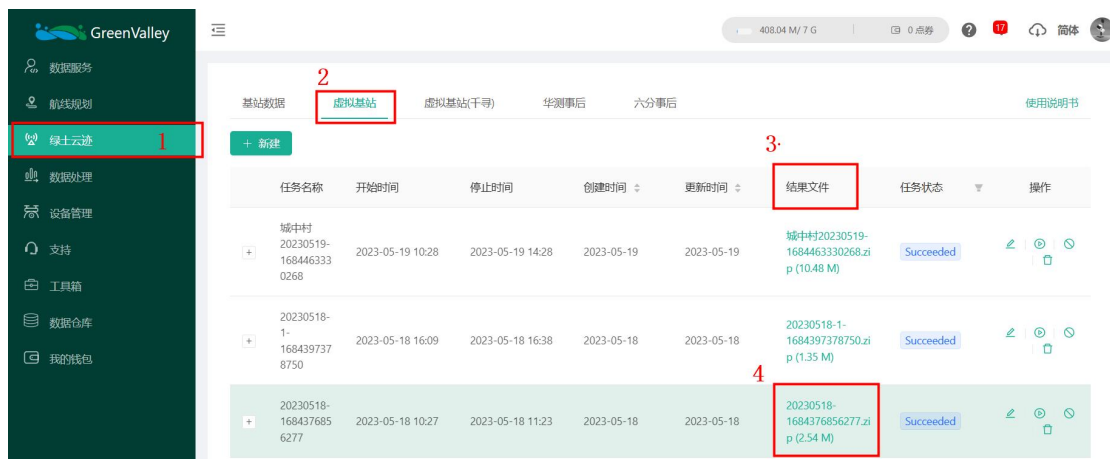 GreenValley
408.04 M/ 7 G
0 点券
17
简体
数据服务
航线规划
绿土云迹
1
数据处理
设备管理
支持
工具箱
数据仓库
我的钱包
2
基站数据
虚拟基站
虚拟基站(千寻)
华测事后
六分事后
使用说明书
+ 新建
3·
任务名称
开始时间
停止时间
创建时间
更新时间
结果文件
任务状态
操作
城中村
20230519-
168446333
0268
2023-05-19 10:28
2023-05-19 14:28
2023-05-19
2023-05-19
城中村20230519-
1684463330268.zi
p (10.48 M)
Succeeded
20230518-
1-
168439737
8750
2023-05-18 16:09
2023-05-18 16:38
2023-05-18
2023-05-18
20230518-1-
1684397378750.zi
p (1.35 M)
Succeeded
4
20230518-
168437685
6277
2023-05-18 10:27
2023-05-18 11:23
2023-05-18
2023-05-18
20230518-
1684376856277.zi
p (2.54 M)
Succeeded